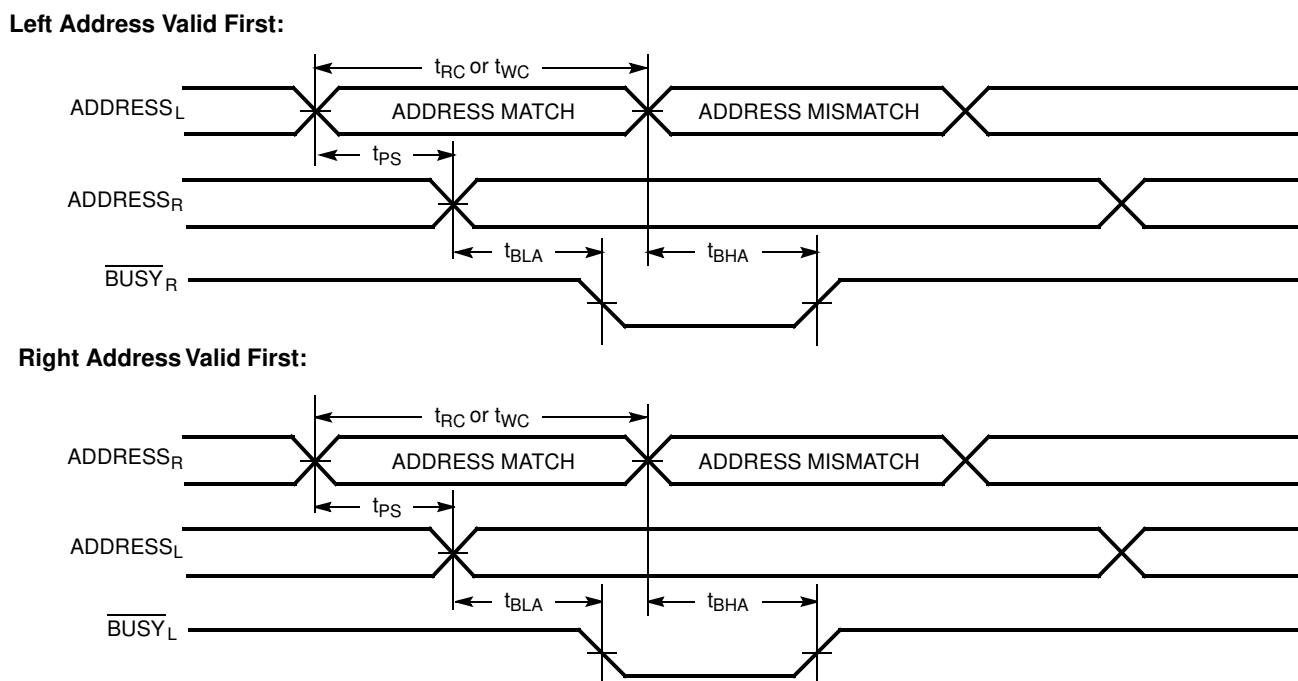 Left Address Valid First:
tRC or tWC
ADDRESSL
ADDRESS MATCH
ADDRESS MISMATCH
tPS
ADDRESSR
tBLA
tBHA
BUSYR
Right Address Valid First:
tRC or tWC
ADDRESSR
ADDRESS MATCH
ADDRESS MISMATCH
tPS
ADDRESSL
tBLA
tBHA
BUSYL